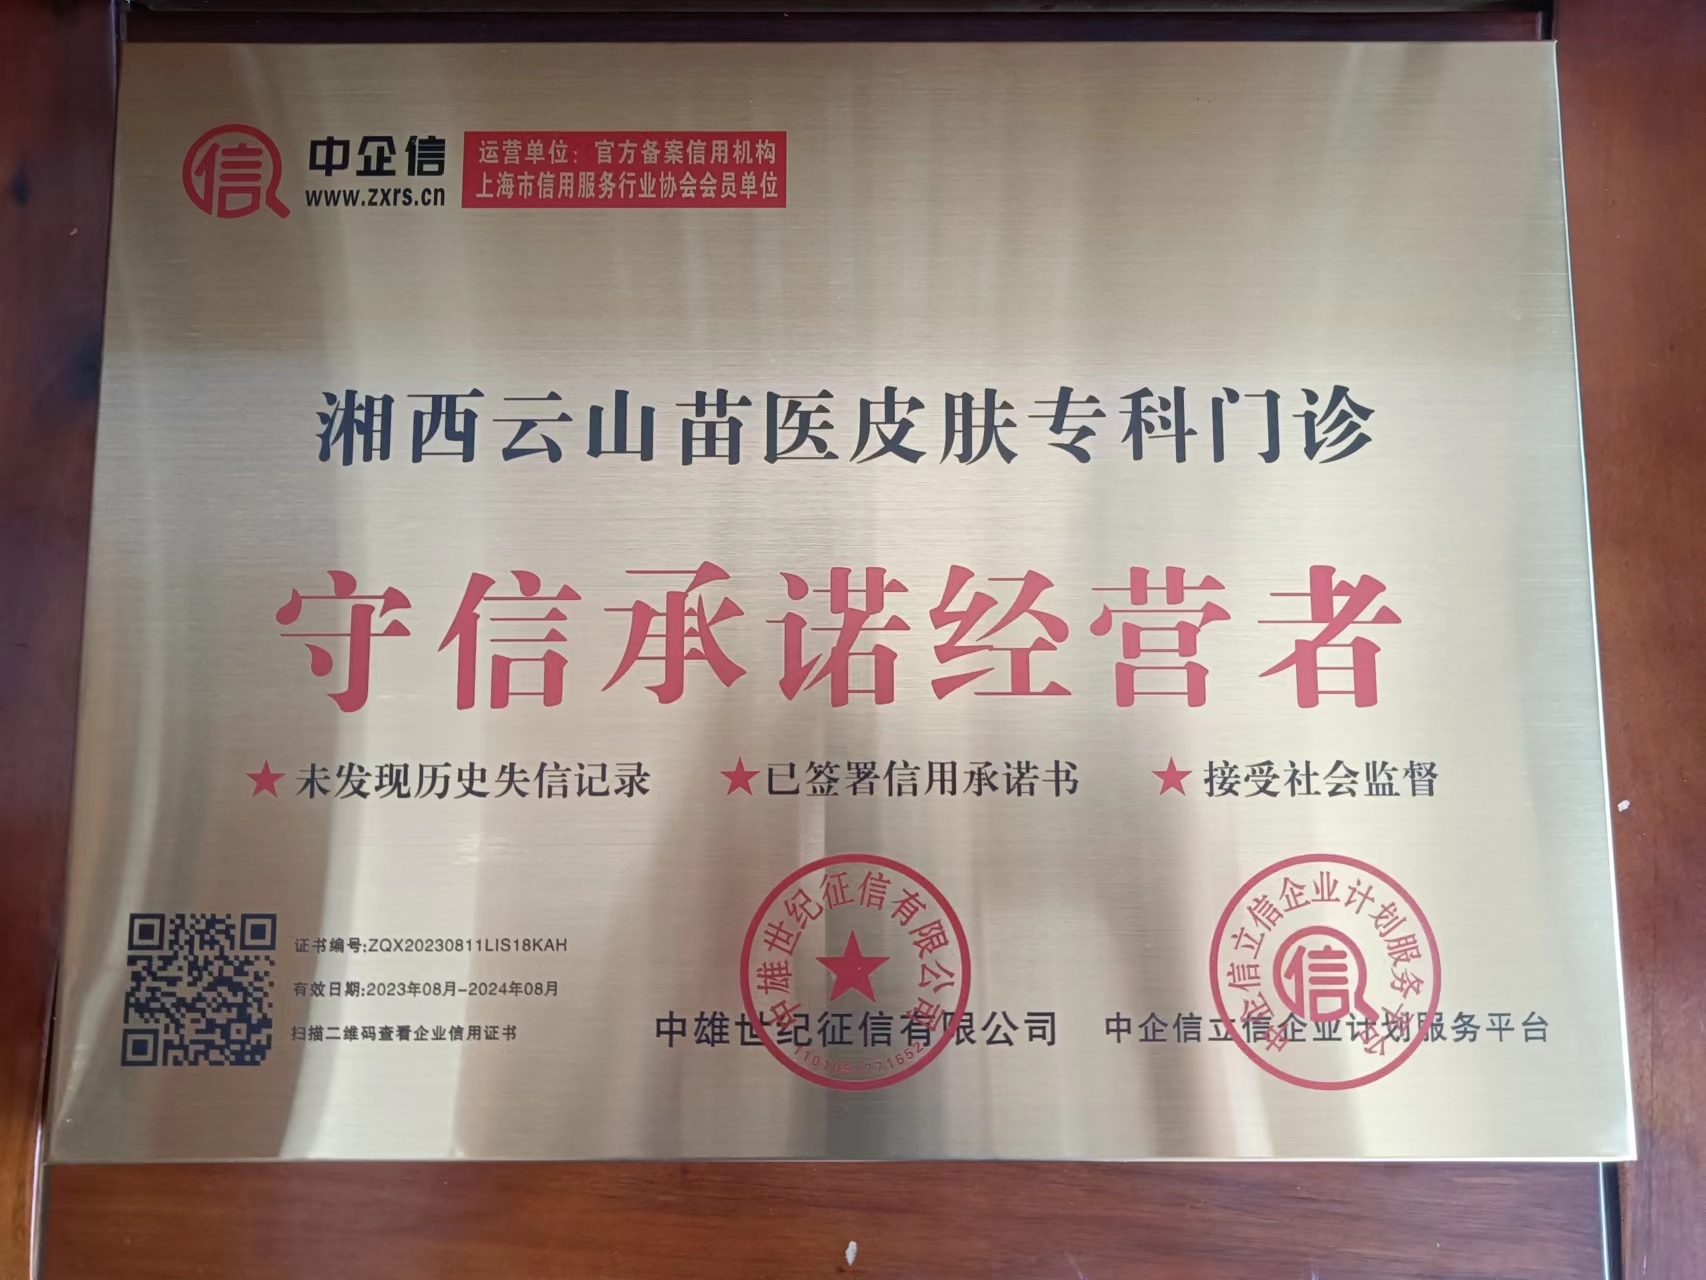 信
中企信
www.zxrs.cn
运营单位：官方备案信用机构
上海市信用服务行业协会会员单位
湘西云山苗医皮肤专科门诊
守信承诺经营者
★未发现历史失信记录 ★已签署信用承诺书 ★接受社会监督
证书编号:ZQX20230811LIS18KAH
有效日期:2023年08月-2024年08月
扫描二维码查看企业信用证书
中雄世纪征信有限公司
中雄世纪征信有限公司
中企信立信企业计划服务平台
信
中企信立信企业计划服务平台